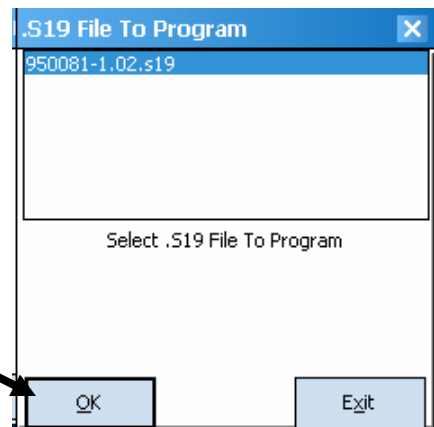 .S19 File To Program
950081-1.02.s19
Select .S19 File To Program
OK
Exit